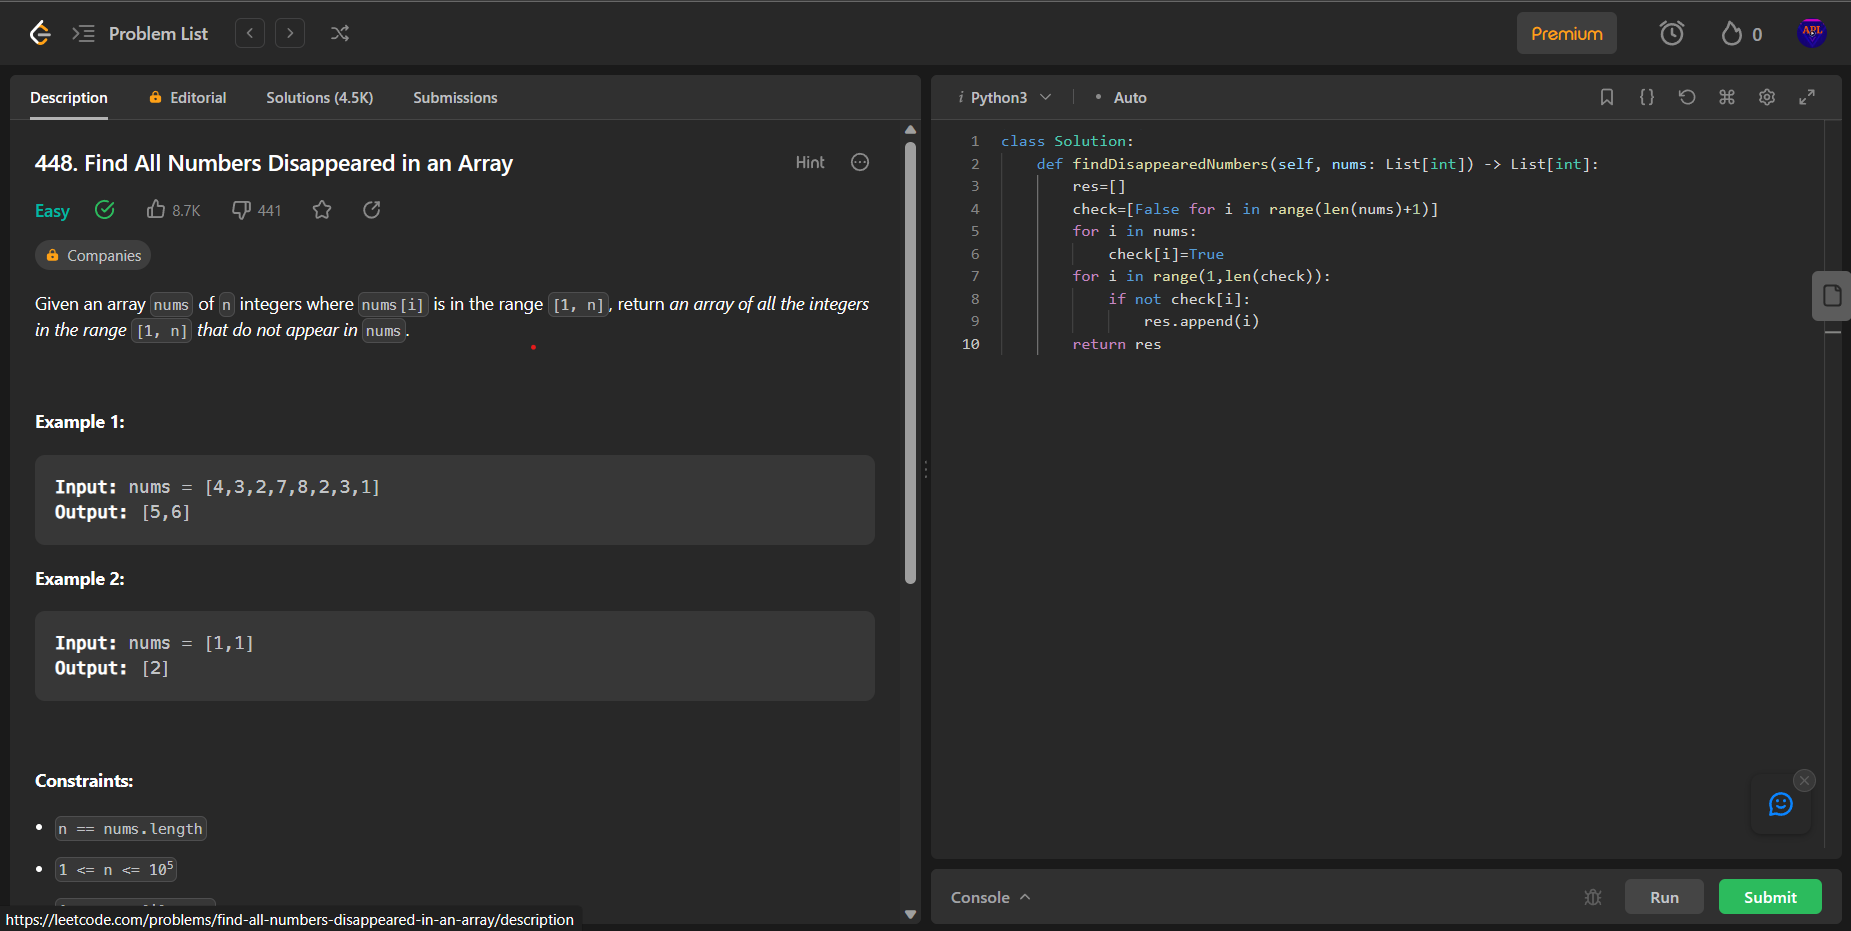 Problem List
Premium
0
APL
Description
Editorial
Solutions (4.5K)
Submissions
448. Find All Numbers Disappeared in an Array
Hint
Easy
8.7K
441
Companies
Given an array nums of n integers where nums[i] is in the range [1, n], return an array of all the integers
in the range [1, n] that do not appear in nums.
Example 1:
Input: nums = [4,3,2,7,8,2,3,1]
Output: [5,6]
Example 2:
Input: nums = [1,1]
Output: [2]
Constraints:
• n == nums.length
• 1 <= n <= 10⁵
https://leetcode.com/problems/find-all-numbers-disappeared-in-an-array/description
i Python3
• Auto
1 class Solution:
2 def findDisappearedNumbers(self, nums: List[int]) -> List[int]:
3 res=[]
4 check=[False for i in range(len(nums)+1)]
5 for i in nums:
6 check[i]=True
7 for i in range(1,len(check)):
8 if not check[i]:
9 res.append(i)
10 return res
Console
Run
Submit